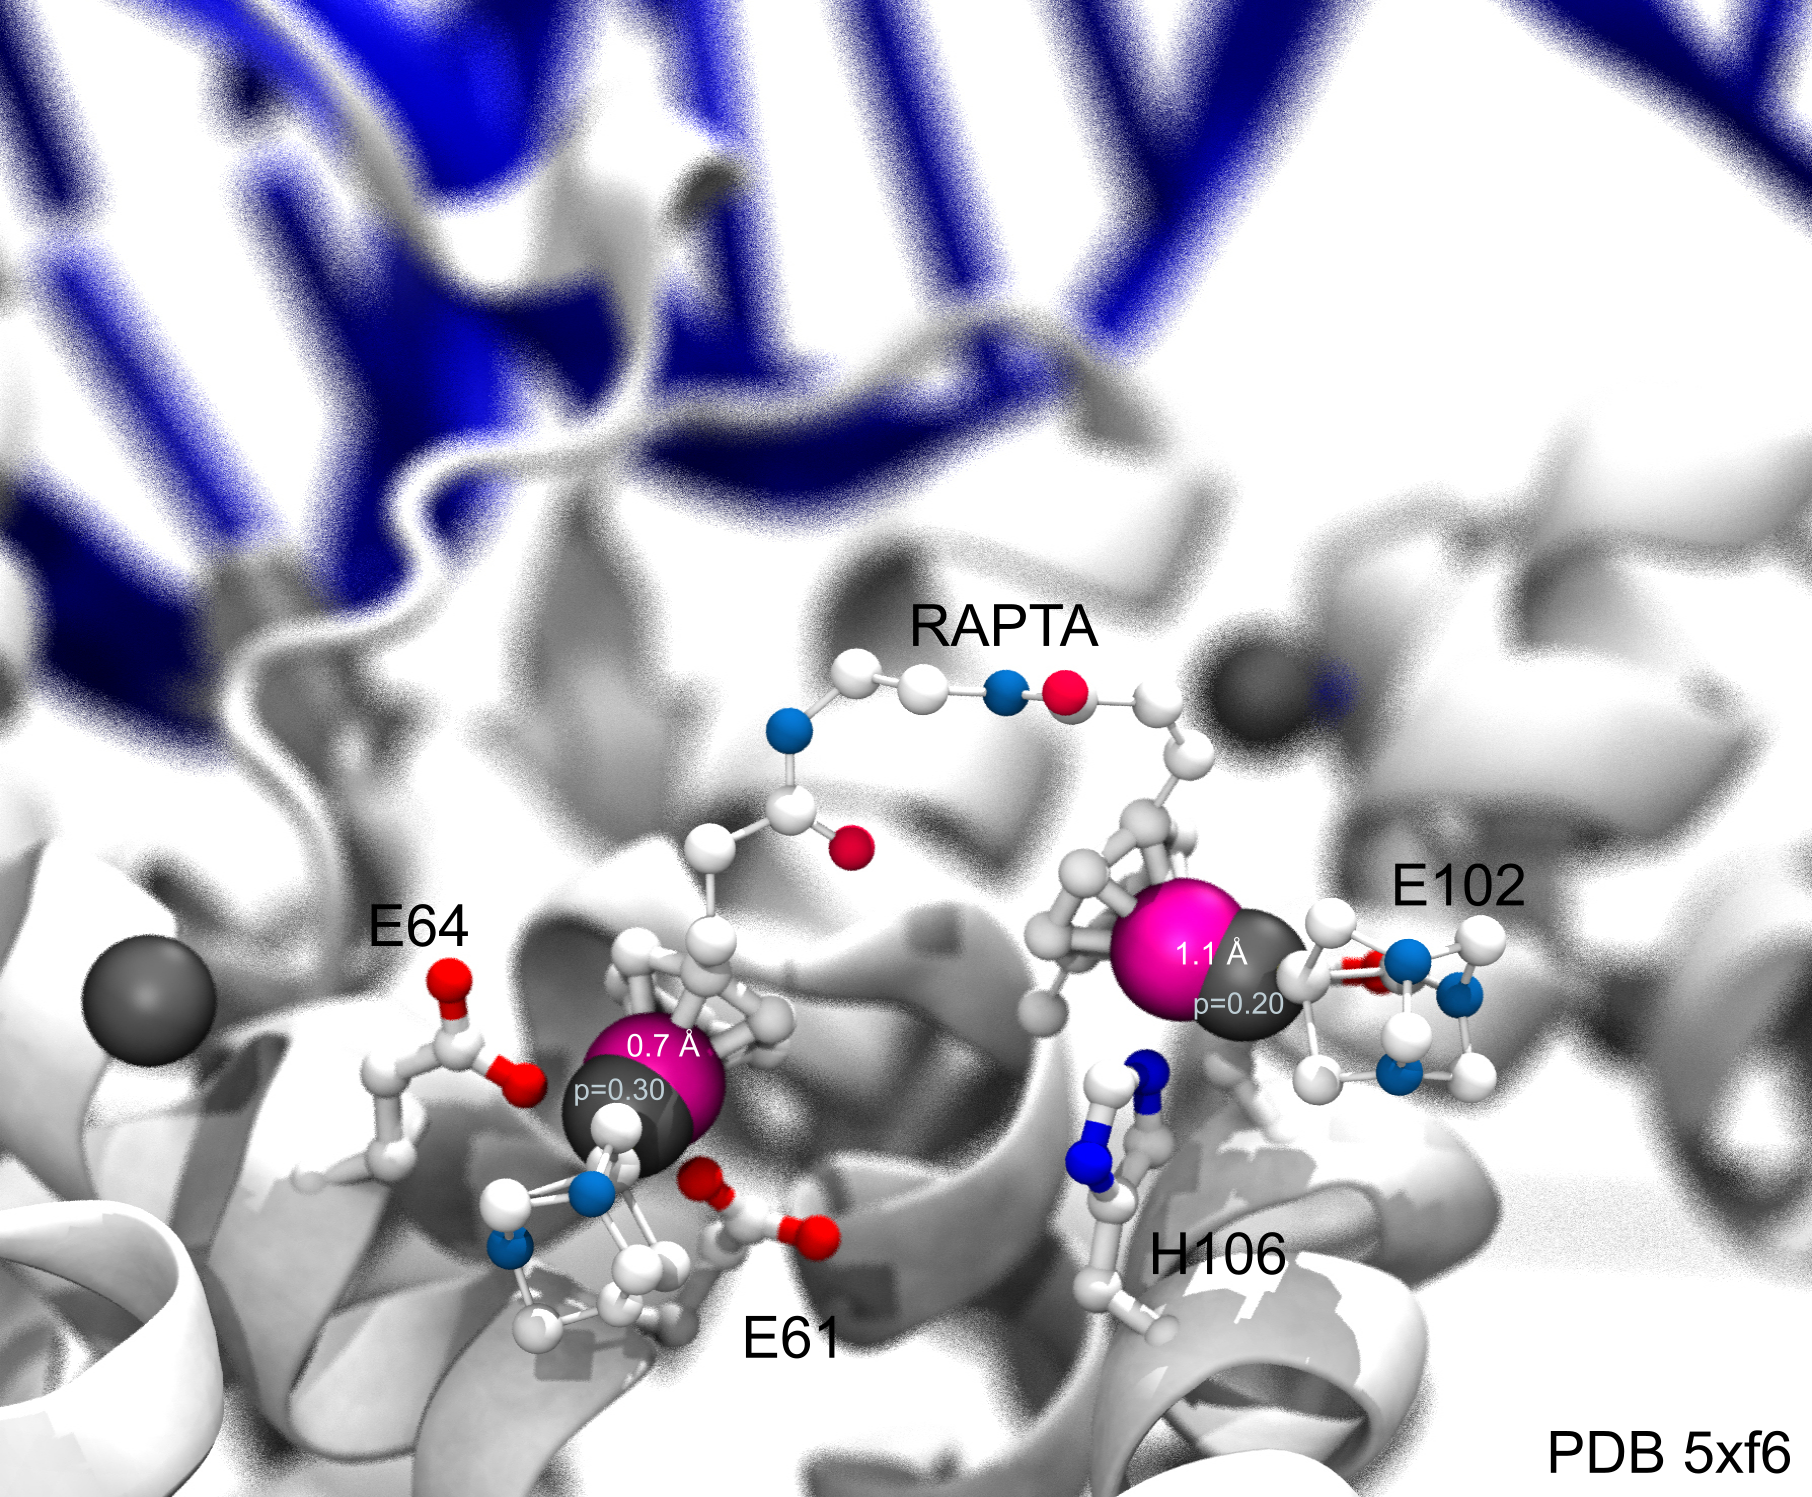 RAPTA
E102
E64
1.1 Å
p=0.20
0.7 Å
p=0.30
H106
E61
PDB 5xf6